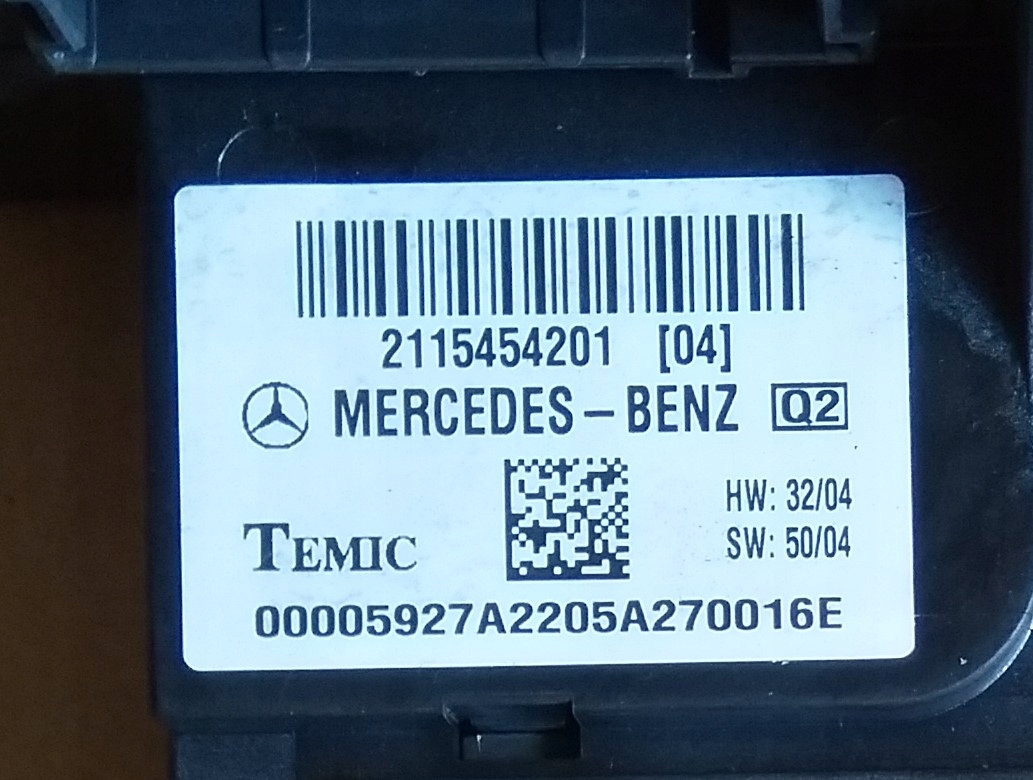 2115454201 [04]
MERCEDES-BENZ Q2
HW: 32/04
TEMIC SW: 50/04
00005927A2205A270016E